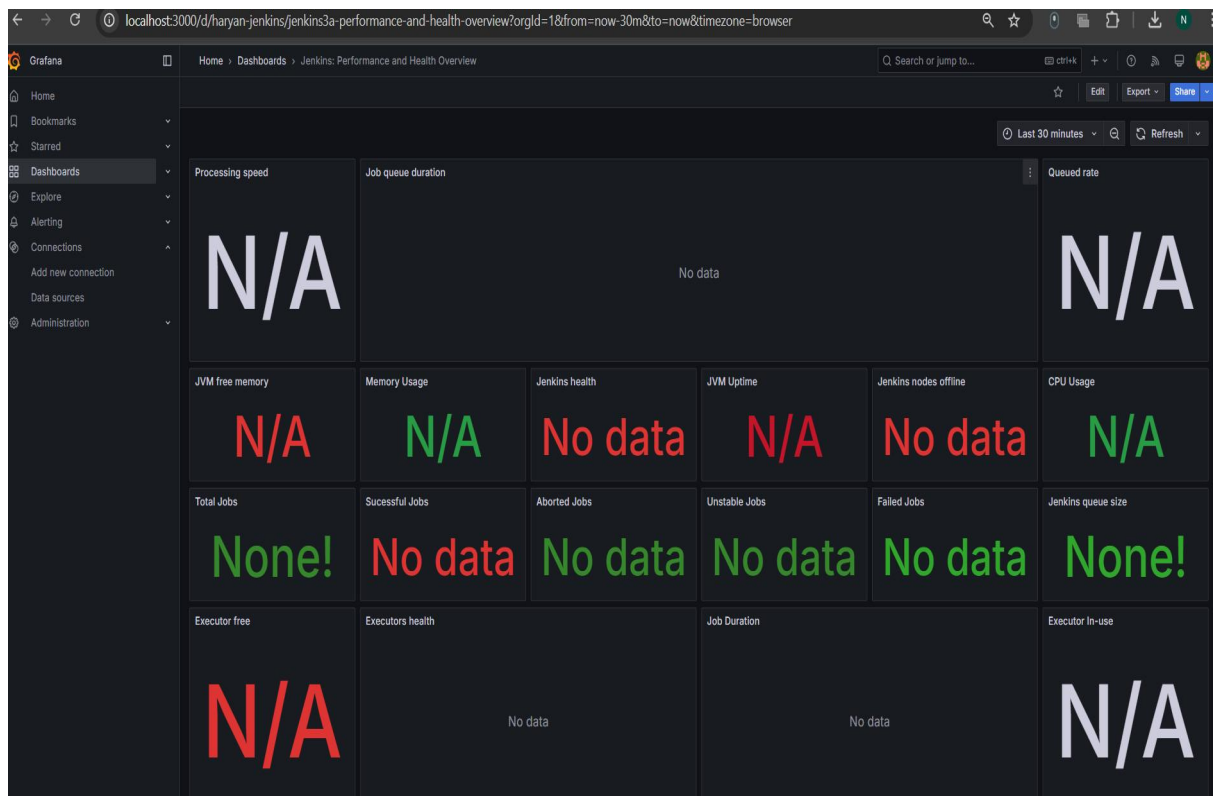 localhost:3000/d/haryan-jenkins/jenkins3a-performance-and-health-overview?orgId=1&from=now-30m&to=now&timezone=browser
N
Grafana
Home › Dashboards › Jenkins: Performance and Health Overview
Search or jump to...
ctrl+k
Home
Bookmarks
Starred
Dashboards
Explore
Alerting
Connections
Add new connection
Data sources
Administration
Edit
Export
Share
Last 30 minutes
Refresh
Processing speed
N/A
Job queue duration
No data
Queued rate
N/A
JVM free memory
N/A
Memory Usage
N/A
Jenkins health
No data
JVM Uptime
N/A
Jenkins nodes offline
No data
CPU Usage
N/A
Total Jobs
None!
Sucessful Jobs
No data
Aborted Jobs
No data
Unstable Jobs
No data
Failed Jobs
No data
Jenkins queue size
None!
Executor free
N/A
Executors health
No data
Job Duration
No data
Executor In-use
N/A